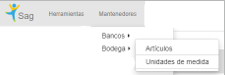 Sag Herramientas Mantenedores
Bancos
Bodega
Artículos
Unidades de medida